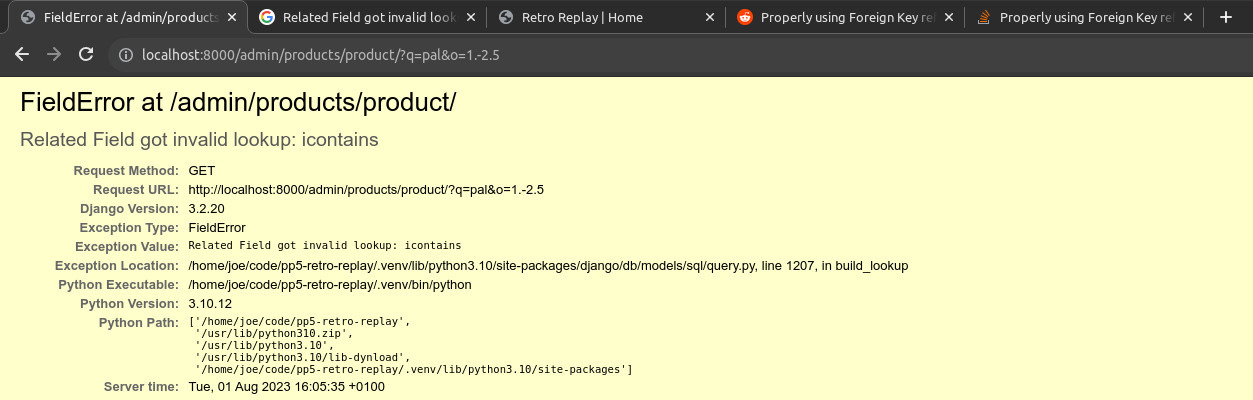 FieldError at /admin/products
Related Field got invalid look
Retro Replay | Home
Properly using Foreign Key re
Properly using Foreign Key re
localhost:8000/admin/products/product/?q=pal&o=1.-2.5
FieldError at /admin/products/product/
Related Field got invalid lookup: icontains
Request Method: GET
Request URL: http://localhost:8000/admin/products/product/?q=pal&o=1.-2.5
Django Version: 3.2.20
Exception Type: FieldError
Exception Value: Related Field got invalid lookup: icontains
Exception Location: /home/joe/code/pp5-retro-replay/.venv/lib/python3.10/site-packages/django/db/models/sql/query.py, line 1207, in build_lookup
Python Executable: /home/joe/code/pp5-retro-replay/.venv/bin/python
Python Version: 3.10.12
Python Path: ['/home/joe/code/pp5-retro-replay',
'/usr/lib/python310.zip',
'/usr/lib/python3.10',
'/usr/lib/python3.10/lib-dynload',
'/home/joe/code/pp5-retro-replay/.venv/lib/python3.10/site-packages']
Server time: Tue, 01 Aug 2023 16:05:35 +0100